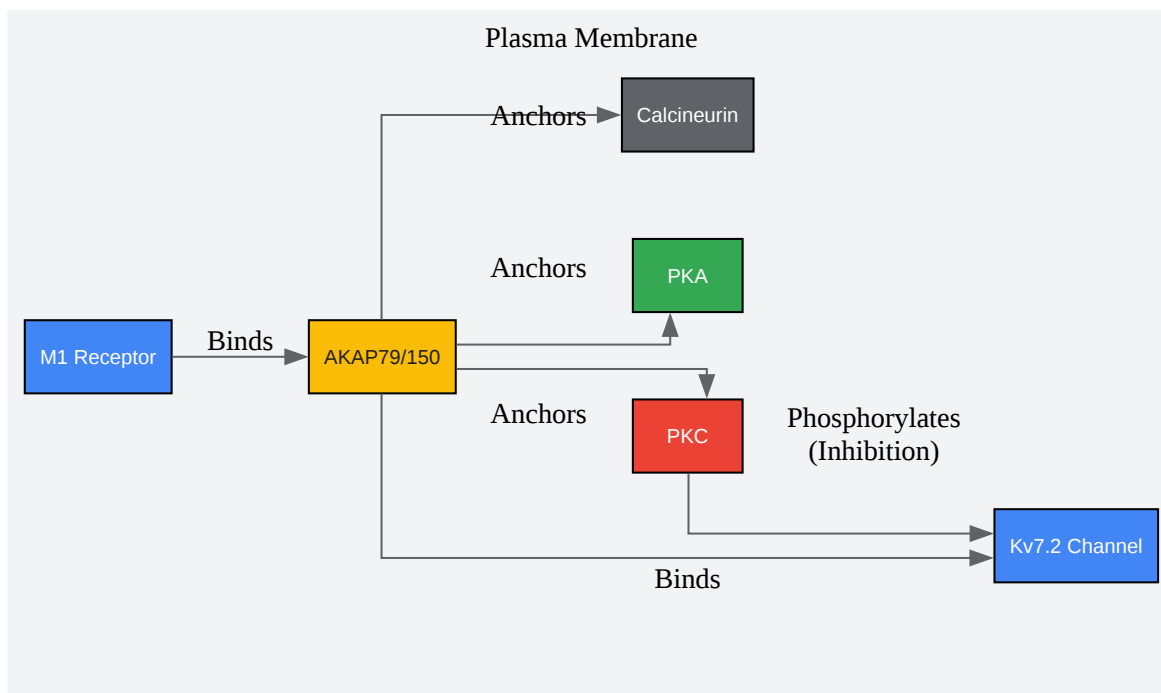 Plasma Membrane
Anchors
Calcineurin
Anchors
PKA
M1 Receptor
Binds
AKAP79/150
Anchors
PKC
Phosphorylates
(Inhibition)
Kv7.2 Channel
Binds